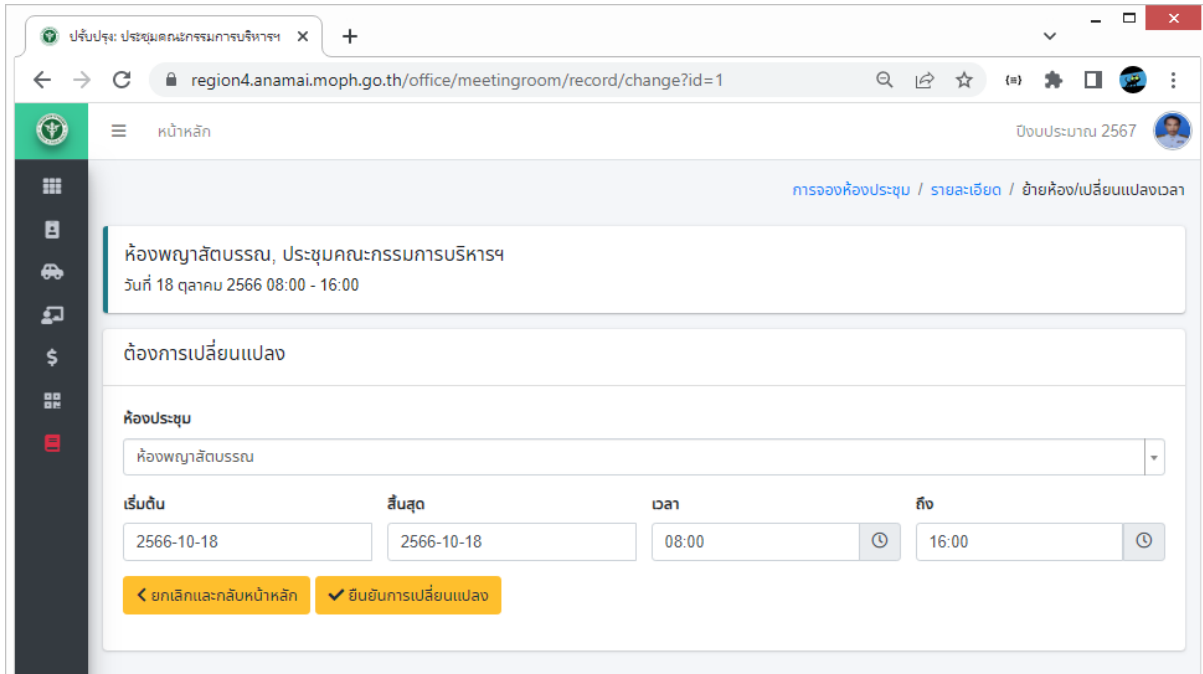 ปรับปรุง: ประชุมคณะกรรมการบริหารฯ
region4.anamai.moph.go.th/office/meetingroom/record/change?id=1
หน้าหลัก
ปีงบประมาณ 2567
การจองห้องประชุม / รายละเอียด / ย้ายห้อง/เปลี่ยนแปลงเวลา
ห้องพญาสัตบรรณ, ประชุมคณะกรรมการบริหารฯ
วันที่ 18 ตุลาคม 2566 08:00 - 16:00
ต้องการเปลี่ยนแปลง
ห้องประชุม
ห้องพญาสัตบรรณ
เริ่มต้น สิ้นสุด เวลา ถึง
2566-10-18 2566-10-18 08:00 16:00
ยกเลิกและกลับหน้าหลัก ยืนยันการเปลี่ยนแปลง